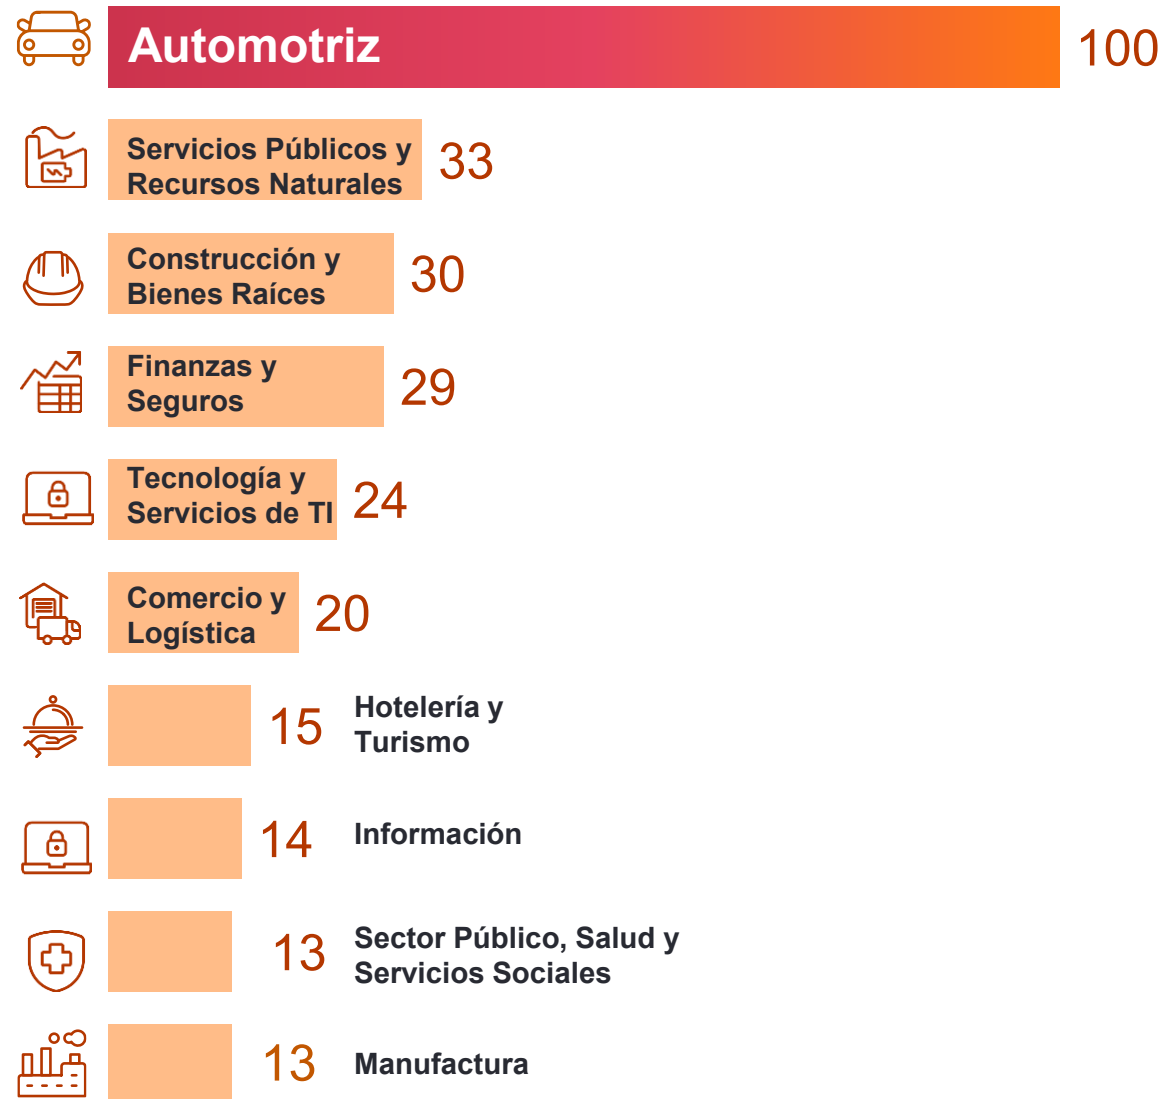 Automotriz
100
Servicios Públicos y
Recursos Naturales
33
Construcción y
Bienes Raíces
30
Finanzas y
Seguros
29
Tecnología y
Servicios de TI
24
Comercio y
Logística
20
15
Hotelería y
Turismo
14
Información
13
Sector Público, Salud y
Servicios Sociales
13
Manufactura